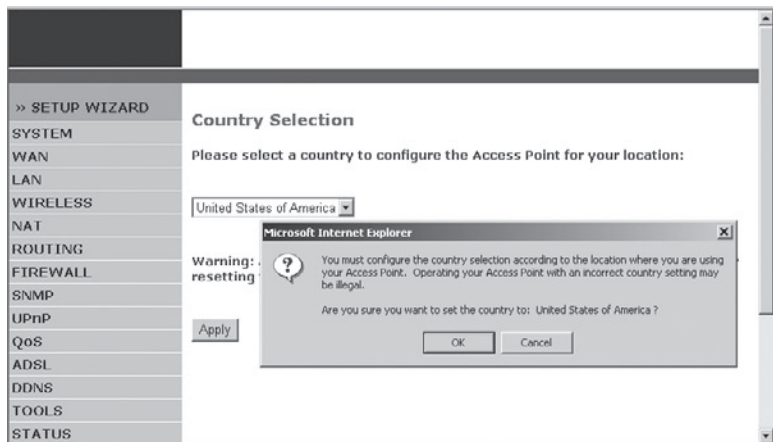 » SETUP WIZARD
SYSTEM
WAN
LAN
WIRELESS
NAT
ROUTING
FIREWALL
SNMP
UPnP
QoS
ADSL
DDNS
TOOLS
STATUS
Country Selection
Please select a country to configure the Access Point for your location:
United States of America
Warning:
resetting
Apply
Microsoft Internet Explorer
You must configure the country selection according to the location where you are using
your Access Point. Operating your Access Point with an incorrect country setting may
be illegal.
Are you sure you want to set the country to: United States of America ?
OK
Cancel